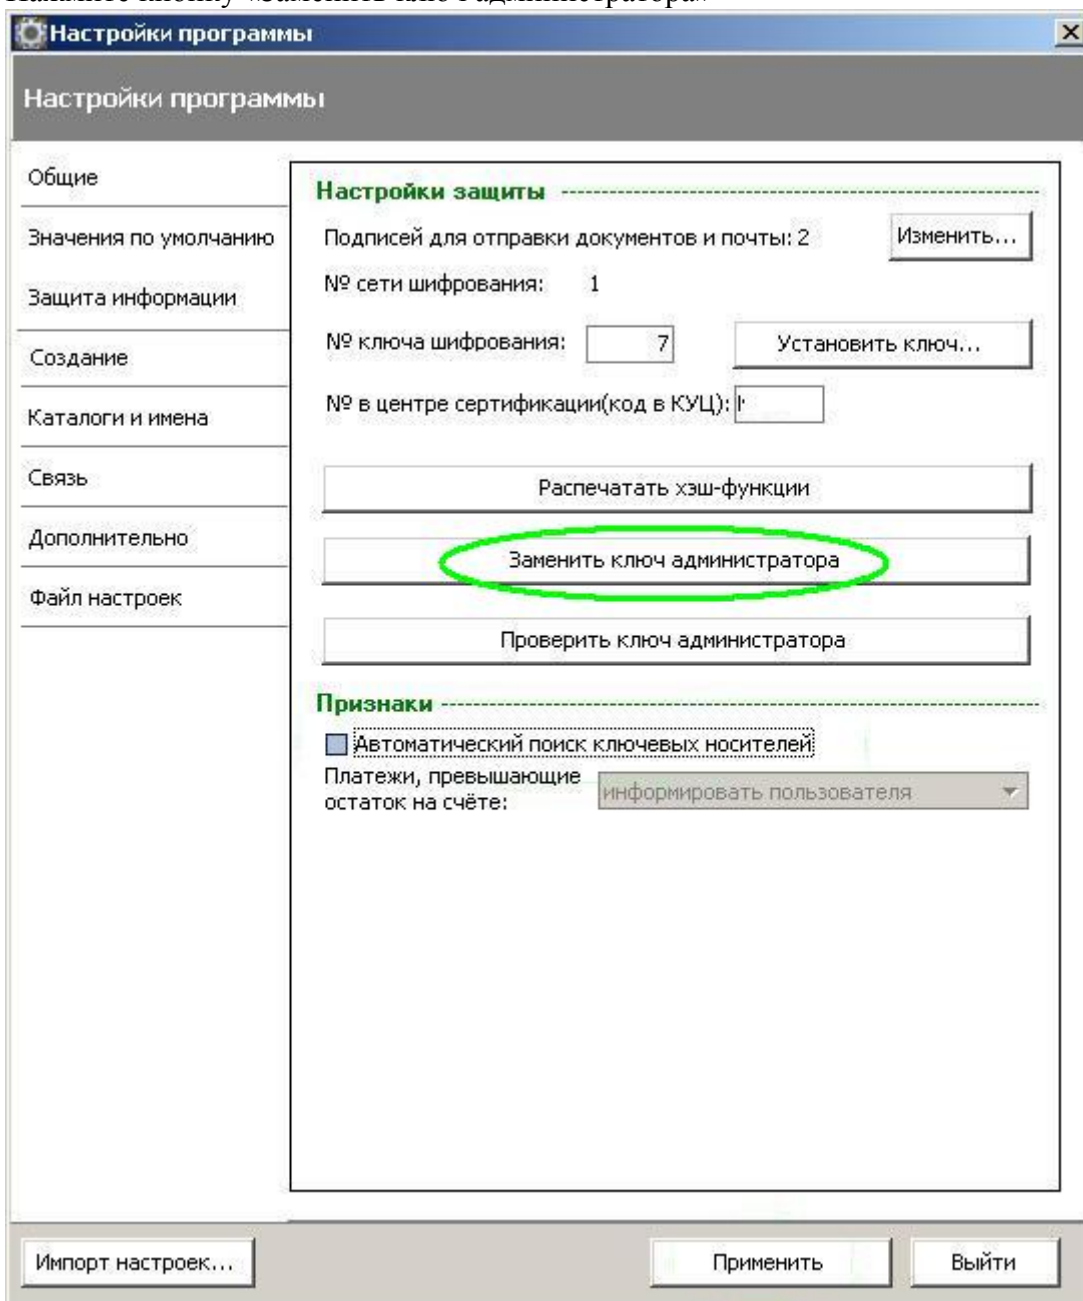 Настройки программы
Настройки программы
Общие
Значения по умолчанию
Защита информации
Создание
Каталоги и имена
Связь
Дополнительно
Файл настроек
Настройки защиты
Подписей для отправки документов и почты: 2
Изменить...
№ сети шифрования: 1
№ ключа шифрования: 7
Установить ключ...
№ в центре сертификации(код в КУЦ):
Распечатать хэш-функции
Заменить ключ администратора
Проверить ключ администратора
Признаки
Автоматический поиск ключевых носителей
Платежи, превышающие
остаток на счёте:
информировать пользователя
Импорт настроек...
Применить
Выйти